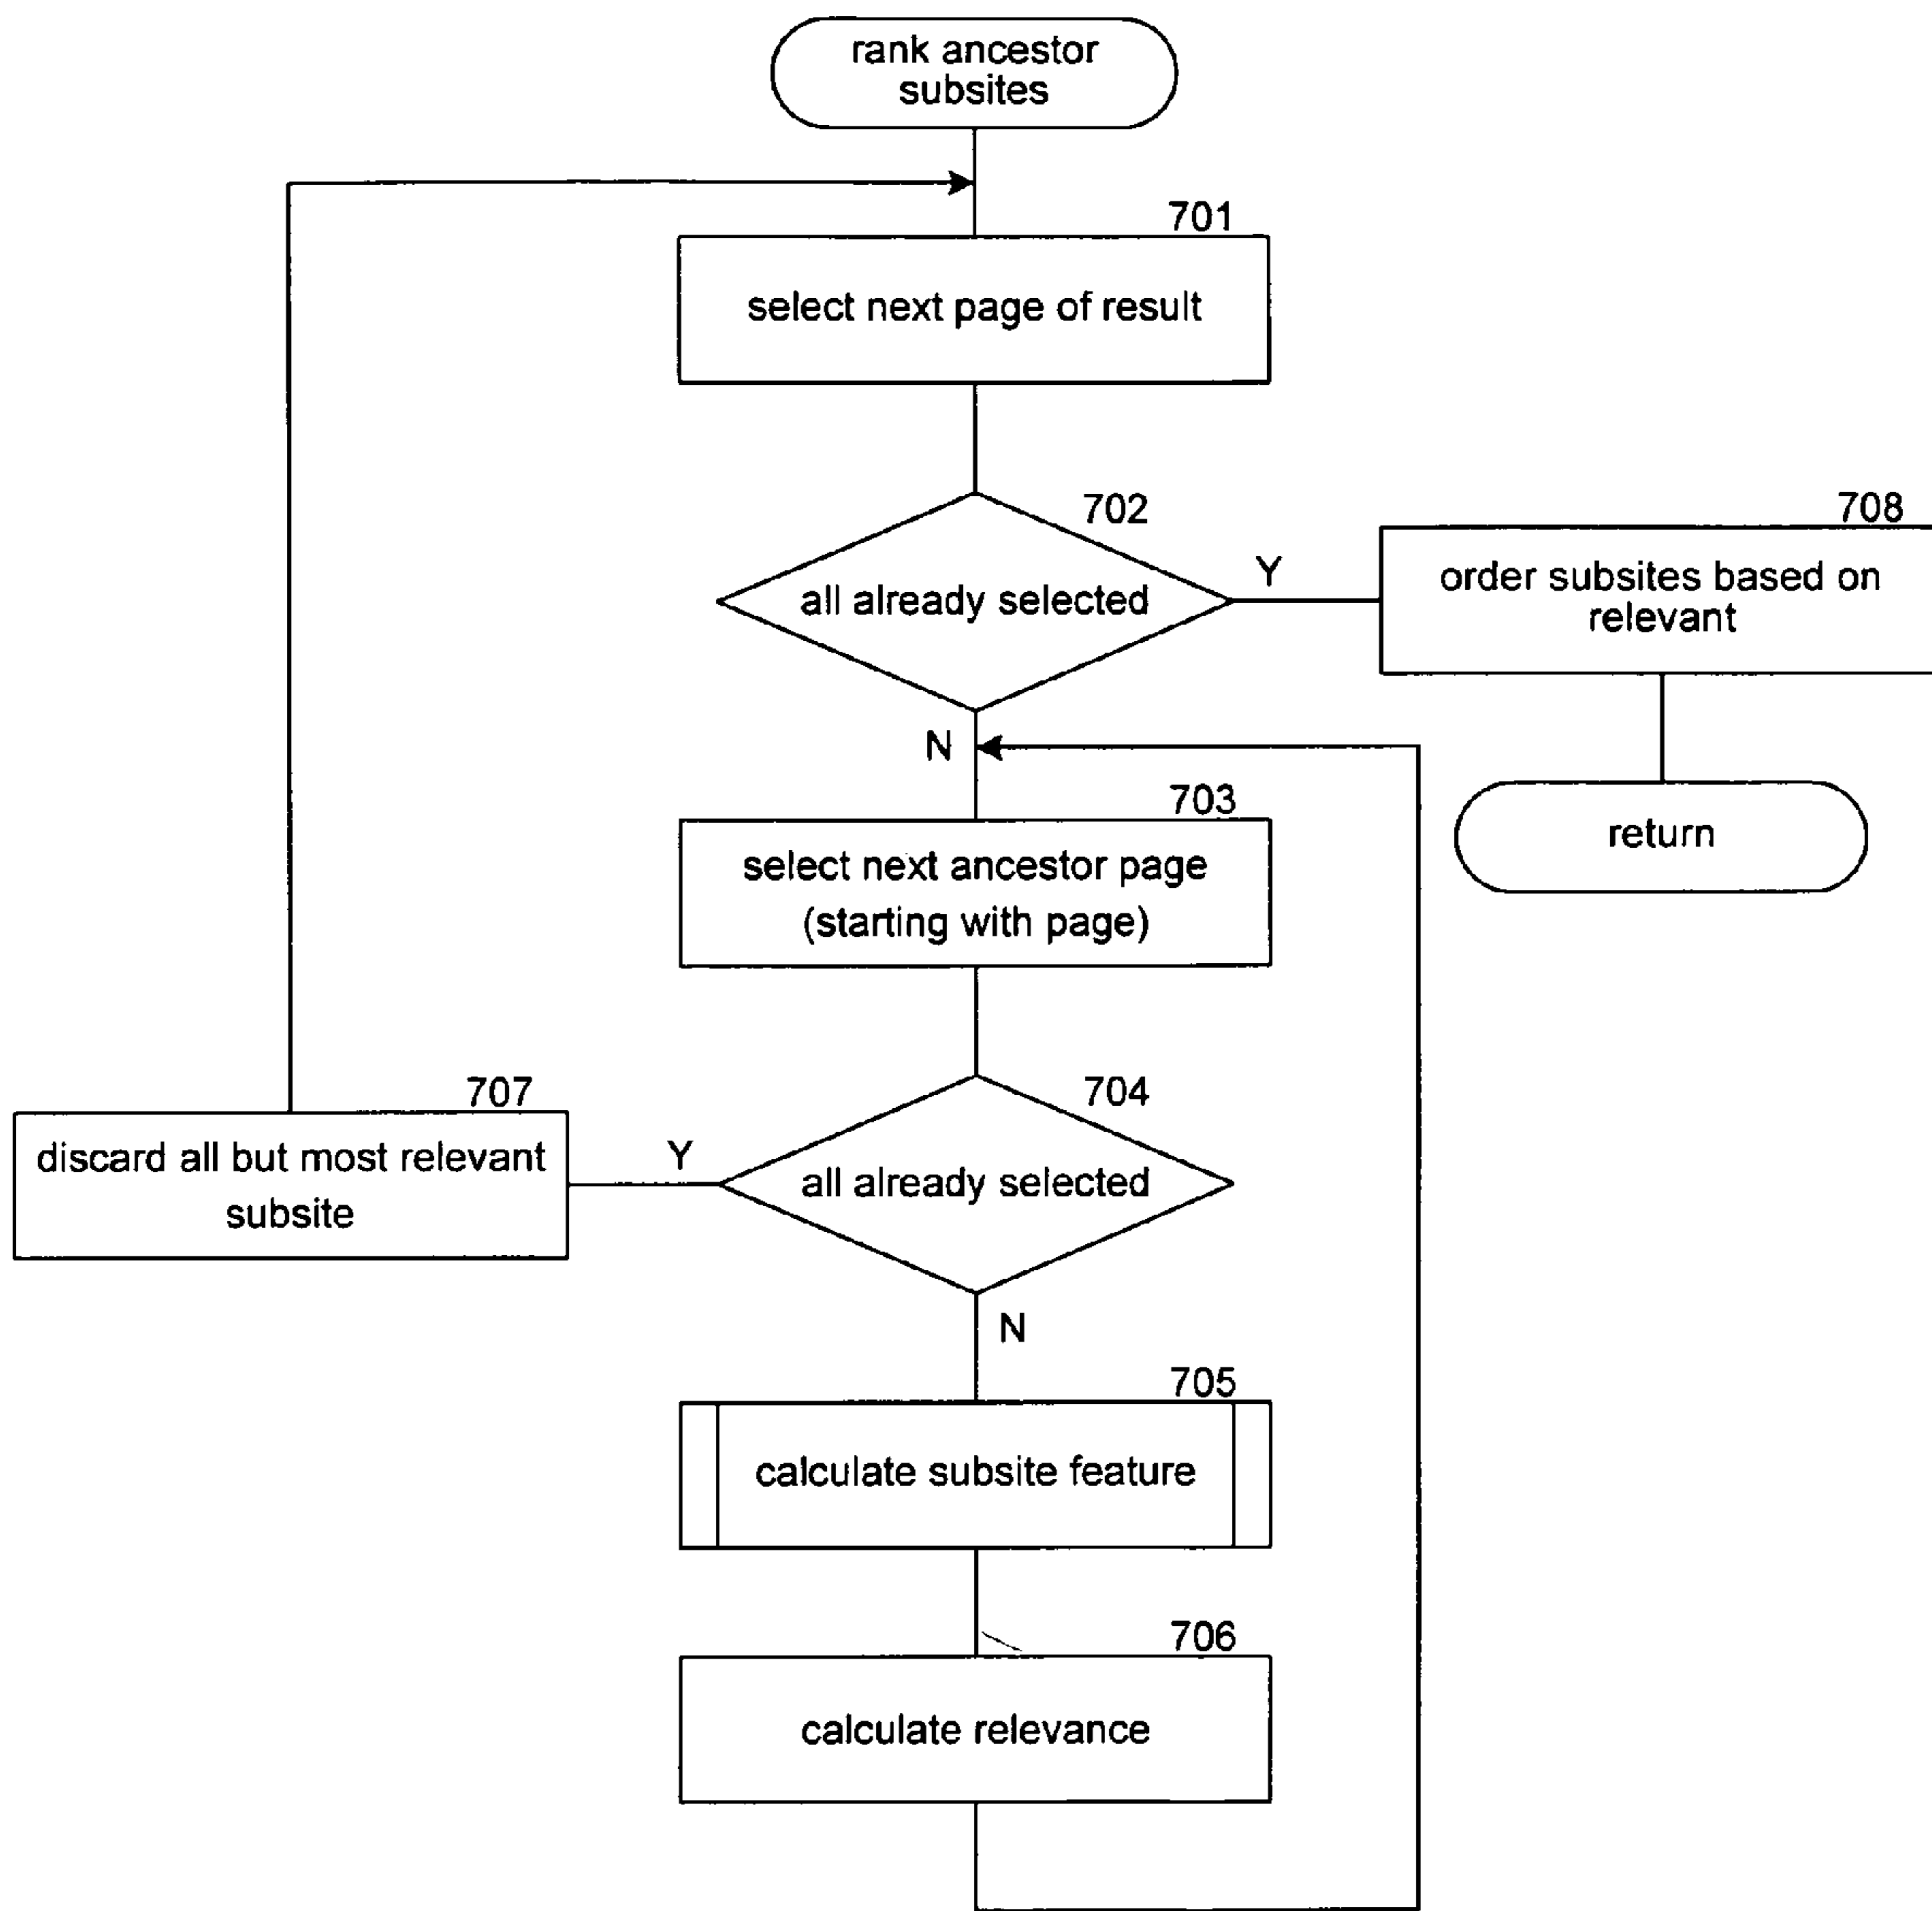 rank ancestor
subsites
701
select next page of result
702
all already selected
Y
708
order subsites based on
relevant
N
return
703
select next ancestor page
(starting with page)
704
all already selected
Y
707
discard all but most relevant
subsite
N
705
calculate subsite feature
706
calculate relevance